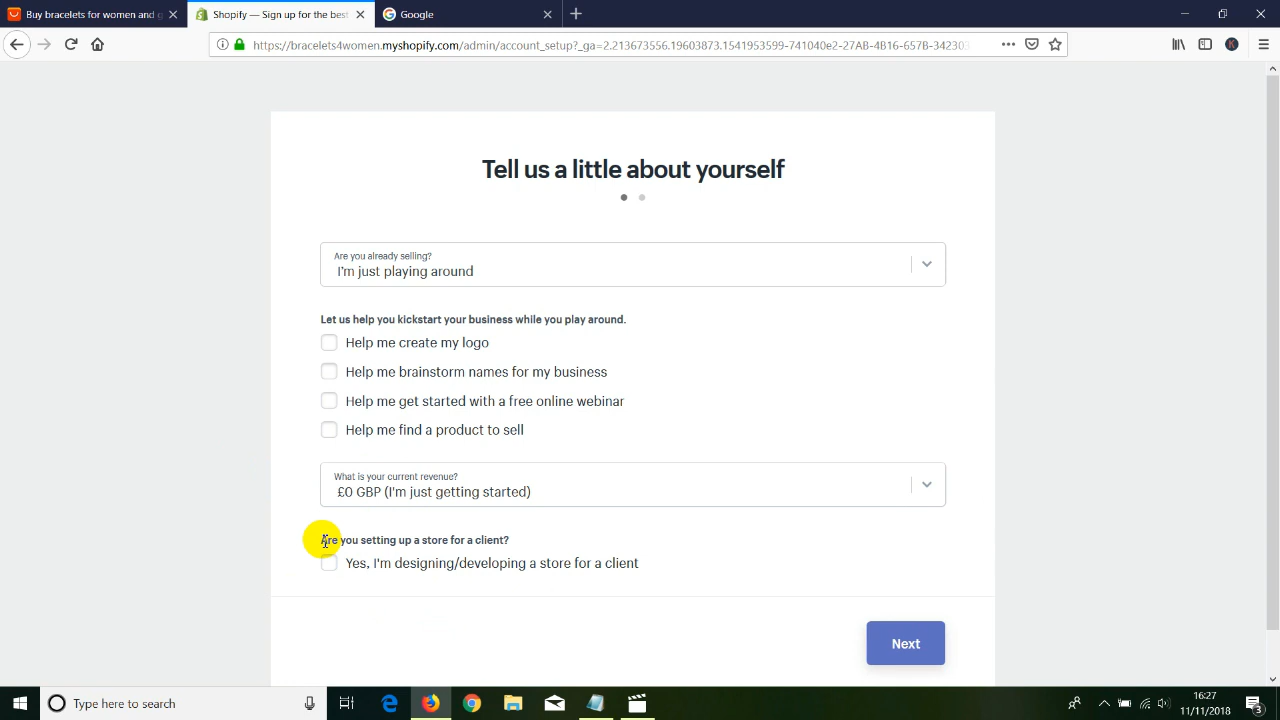 Buy bracelets for women and g
Shopify — Sign up for the best
Google
https://bracelets4women.myshopify.com/admin/account_setup?_ga=2.213673556.19603873.1541953599-741040e2-27AB-4B16-657B-342303
Tell us a little about yourself
Are you already selling?
I'm just playing around
Let us help you kickstart your business while you play around.
Help me create my logo
Help me brainstorm names for my business
Help me get started with a free online webinar
Help me find a product to sell
What is your current revenue?
£0 GBP (I'm just getting started)
Are you setting up a store for a client?
Yes, I'm designing/developing a store for a client
Next
Type here to search
16:27
11/11/2018
3